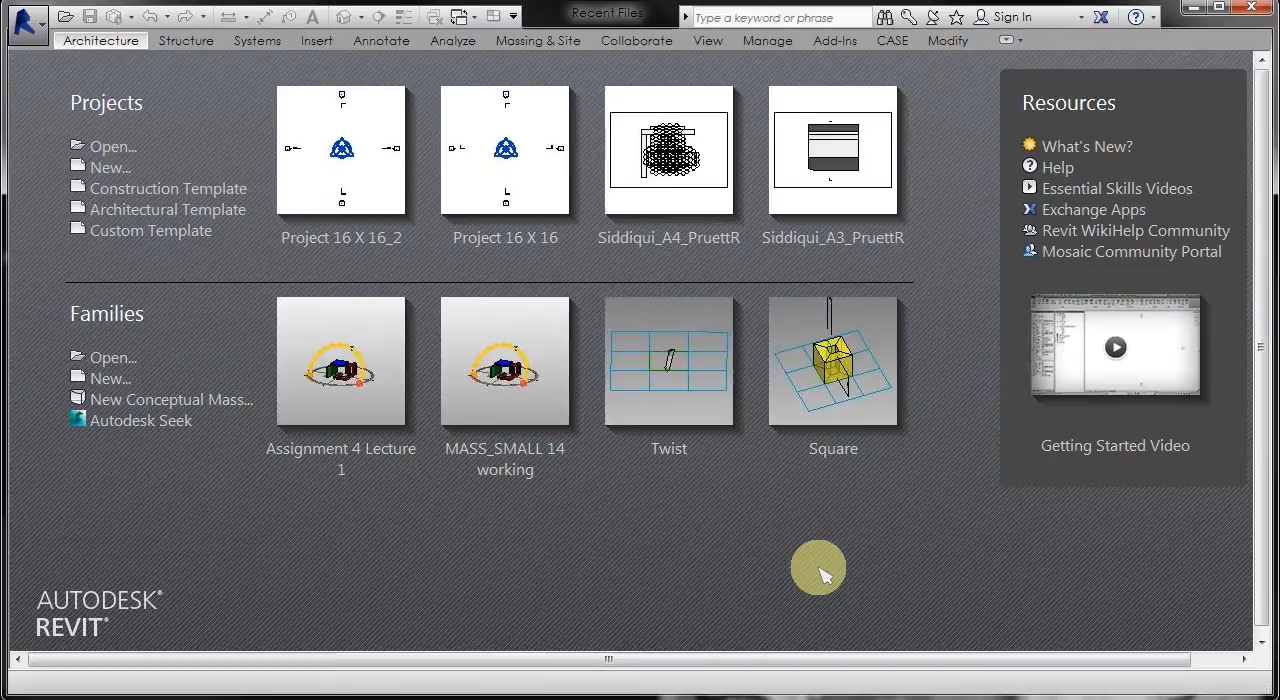 Recent Files
Type a keyword or phrase
Sign In
Architecture
Structure
Systems
Insert
Annotate
Analyze
Massing & Site
Collaborate
View
Manage
Add-Ins
CASE
Modify
Projects
Open...
New...
Construction Template
Architectural Template
Custom Template
Project 16 X 16_2
Project 16 X 16
Siddiqui_A4_PruettR
Siddiqui_A3_PruettR
Families
Open...
New...
New Conceptual Mass...
Autodesk Seek
Assignment 4 Lecture
1
MASS_SMALL 14
working
Twist
Square
Resources
What's New?
Help
Essential Skills Videos
Exchange Apps
Revit WikiHelp Community
Mosaic Community Portal
Getting Started Video
AUTODESK®
REVIT®